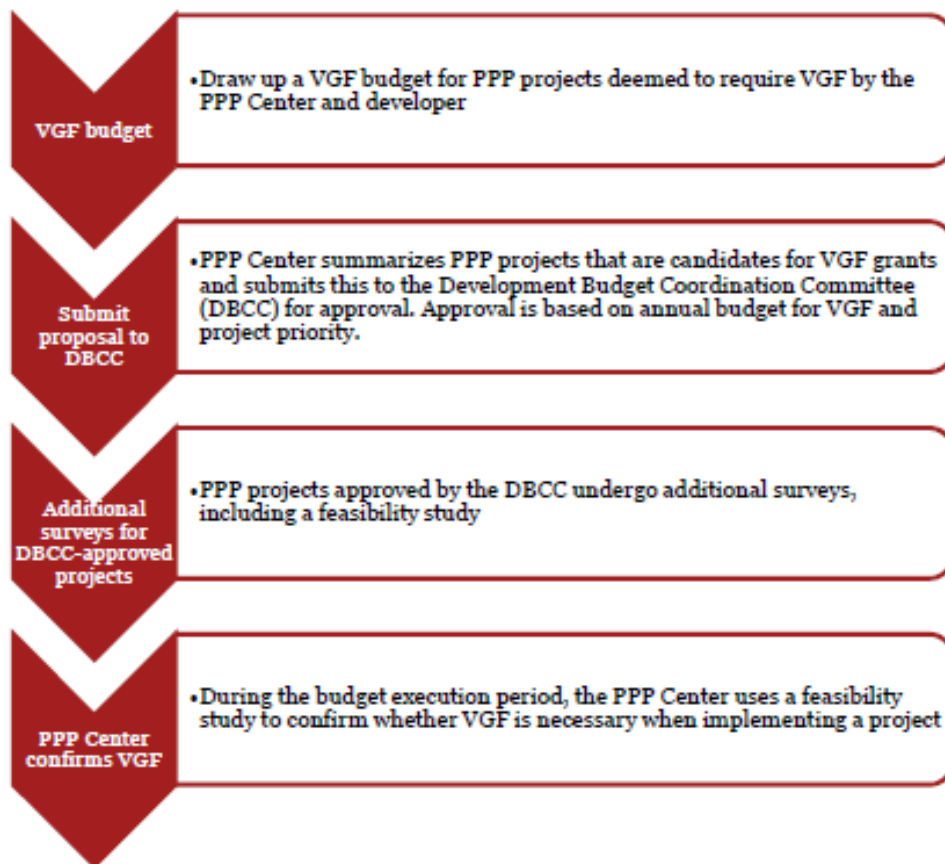 VGF budget
•Draw up a VGF budget for PPP projects deemed to require VGF by the
PPP Center and developer
Submit
proposal to
DBCC
•PPP Center summarizes PPP projects that are candidates for VGF grants
and submits this to the Development Budget Coordination Committee
(DBCC) for approval. Approval is based on annual budget for VGF and
project priority.
Additional
surveys for
DBCC-approved
projects
•PPP projects approved by the DBCC undergo additional surveys,
including a feasibility study
PPP Center
confirms VGF
•During the budget execution period, the PPP Center uses a feasibility
study to confirm whether VGF is necessary when implementing a project